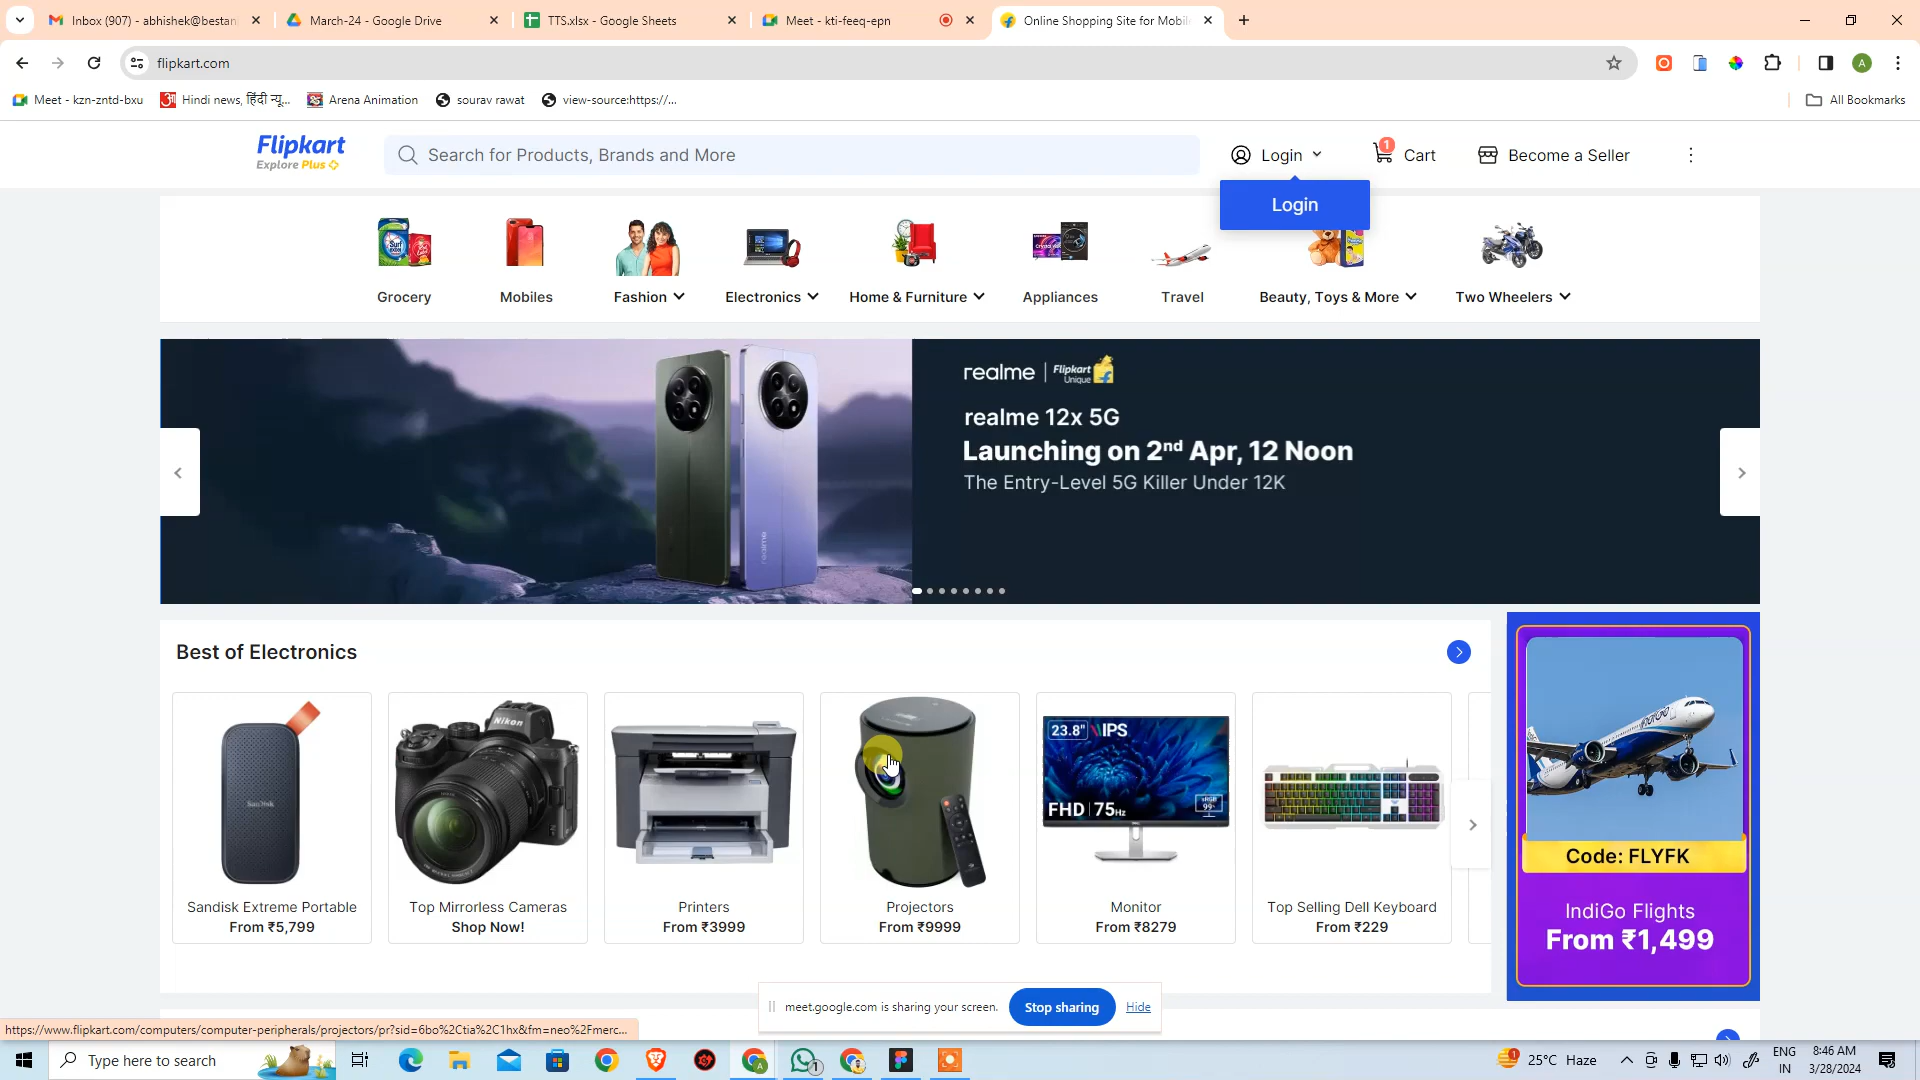 Inbox (907) - abhishek@bestan
March-24 - Google Drive
TTS.xlsx - Google Sheets
Meet - kti-feeq-epn
Online Shopping Site for Mobil
flipkart.com
A
Meet - kzn-zntd-bxu
Hindi news, हिंदी न्यू...
Arena Animation
sourav rawat
view-source:https://...
All Bookmarks
Flipkart
Explore Plus
Search for Products, Brands and More
Login
1
Cart
Become a Seller
Login
Grocery
Mobiles
Fashion
Electronics
Home & Furniture
Appliances
Travel
Beauty, Toys & More
Two Wheelers
realme
Flipkart
Unique
realme 12x 5G
Launching on 2nd Apr, 12 Noon
The Entry-Level 5G Killer Under 12K
realme
Best of Electronics
SanDisk
Nikon
23.8" IPS
FHD 75Hz
sRGB
99%
Sandisk Extreme Portable
From ₹5,799
Top Mirrorless Cameras
Shop Now!
Printers
From ₹3999
Projectors
From ₹9999
Monitor
From ₹8279
Top Selling Dell Keyboard
From ₹229
IndiGo
Code: FLYFK
IndiGo Flights
From ₹1,499
meet.google.com is sharing your screen.
Stop sharing
Hide
https://www.flipkart.com/computers/computer-peripherals/projectors/pr?sid=6bo%2Ctia%2C1hx&fm=neo%2Fmerc...
Type here to search
25°C Haze
ENG
IN
8:46 AM
3/28/2024